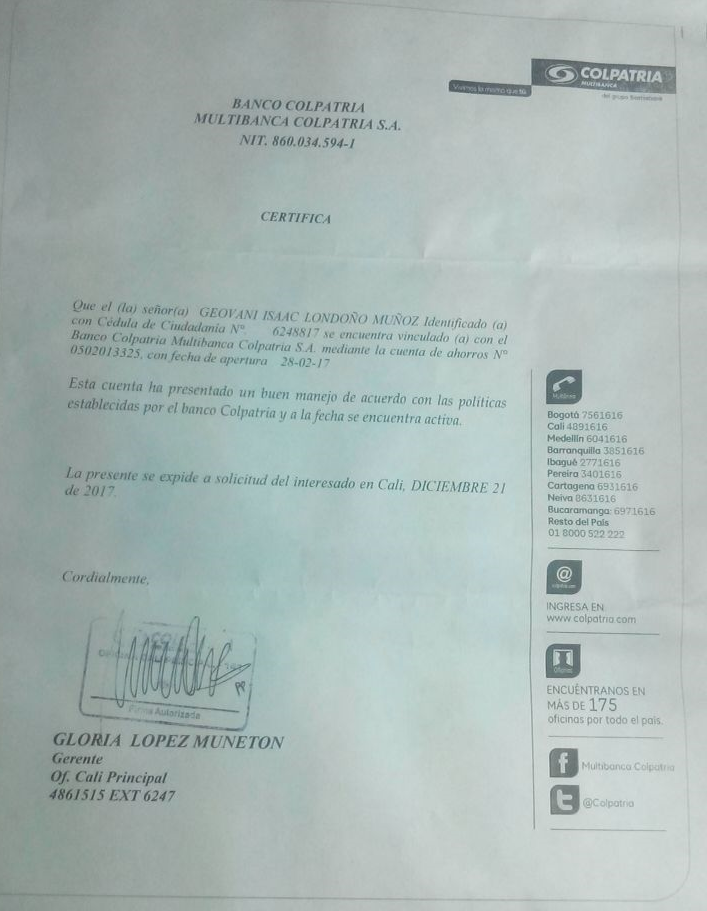 COLPATRIA
MULTIBANCA
del grupo Scotiabank
Vivimos lo mismo que tú
BANCO COLPATRIA
MULTIBANCA COLPATRIA S.A.
NIT. 860.034.594-1
CERTIFICA
Que el (la) señor(a) GEOVANI ISAAC LONDOÑO MUÑOZ Identificado (a)
con Cédula de Ciudadanía Nº 6248817 se encuentra vinculado (a) con el
Banco Colpatria Multibanca Colpatria S.A. mediante la cuenta de ahorros Nº
0502013325, con fecha de apertura 28-02-17
Esta cuenta ha presentado un buen manejo de acuerdo con las políticas
establecidas por el banco Colpatria y a la fecha se encuentra activa.
La presente se expide a solicitud del interesado en Cali, DICIEMBRE 21
de 2017.
Cordialmente,
Firma Autorizada
GLORIA LOPEZ MUNETON
Gerente
Of. Cali Principal
4861515 EXT 6247
Multilínea
Bogotá 7561616
Cali 4891616
Medellín 6041616
Barranquilla 3851616
Ibagué 2771616
Pereira 3401616
Cartagena 6931616
Neiva 8631616
Bucaramanga: 6971616
Resto del País
01 8000 522 222
INGRESA EN
www colpatria com
Oficinas
ENCUÉNTRANOS EN
MÁS DE 175
oficinas por todo el país.
Multibanca Colpatria
@Colpatria